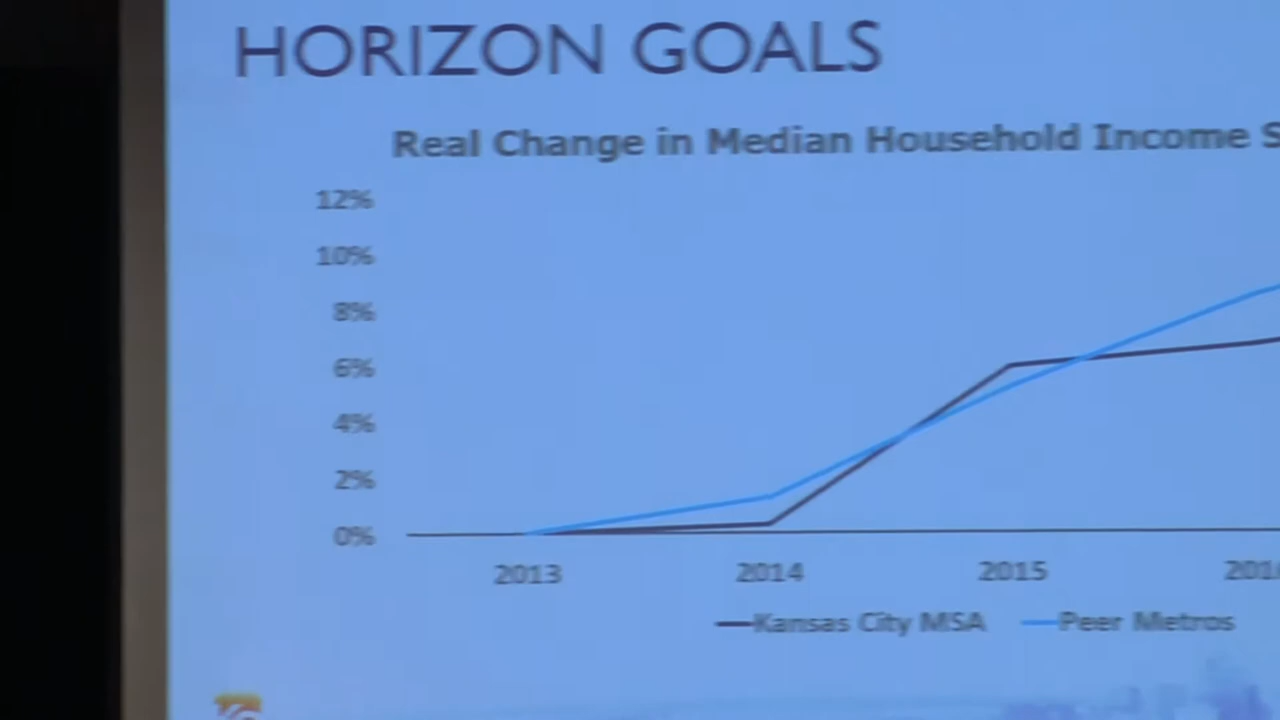 HORIZON GOALS
Real Change in Median Household Income S
12%
10%
8%
6%
4%
2%
0%
2013 2014 2015 201
Kansas City MSA Peer Metros